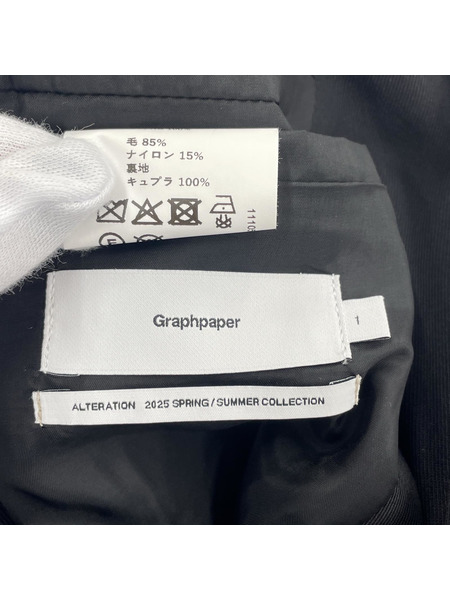 毛 85%
ナイロン 15%
裏地
キュプラ 100%
Graphpaper
1
ALTERATION 2025 SPRING/SUMMER COLLECTION